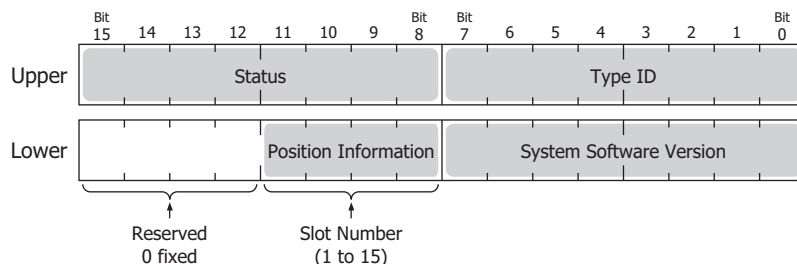 Bit Bit Bit Bit
15 14 13 12 11 10 9 8 7 6 5 4 3 2 1 0
Upper Status Type ID
Lower Position Information System Software Version
Reserved Slot Number
0 fixed (1 to 15)